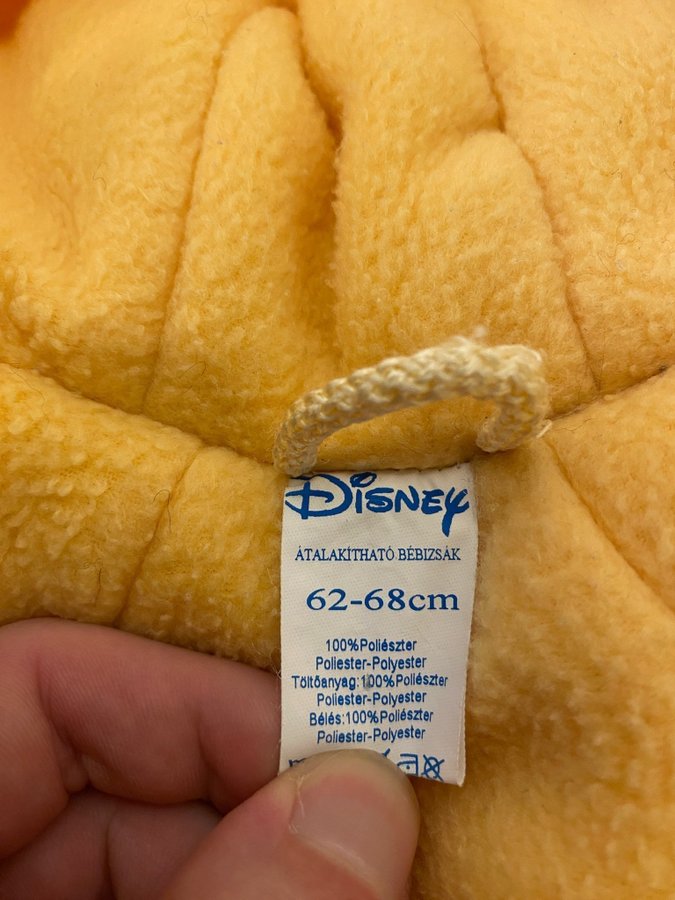 Disney
ÁTALAKÍTHATÓ BÉBIZSÁK
62-68cm
100%Poliészter
Poliester-Polyester
Töltőanyag:100%Poliészter
Poliester-Polyester
Bélés:100%Poliészter
Poliester-Polyester